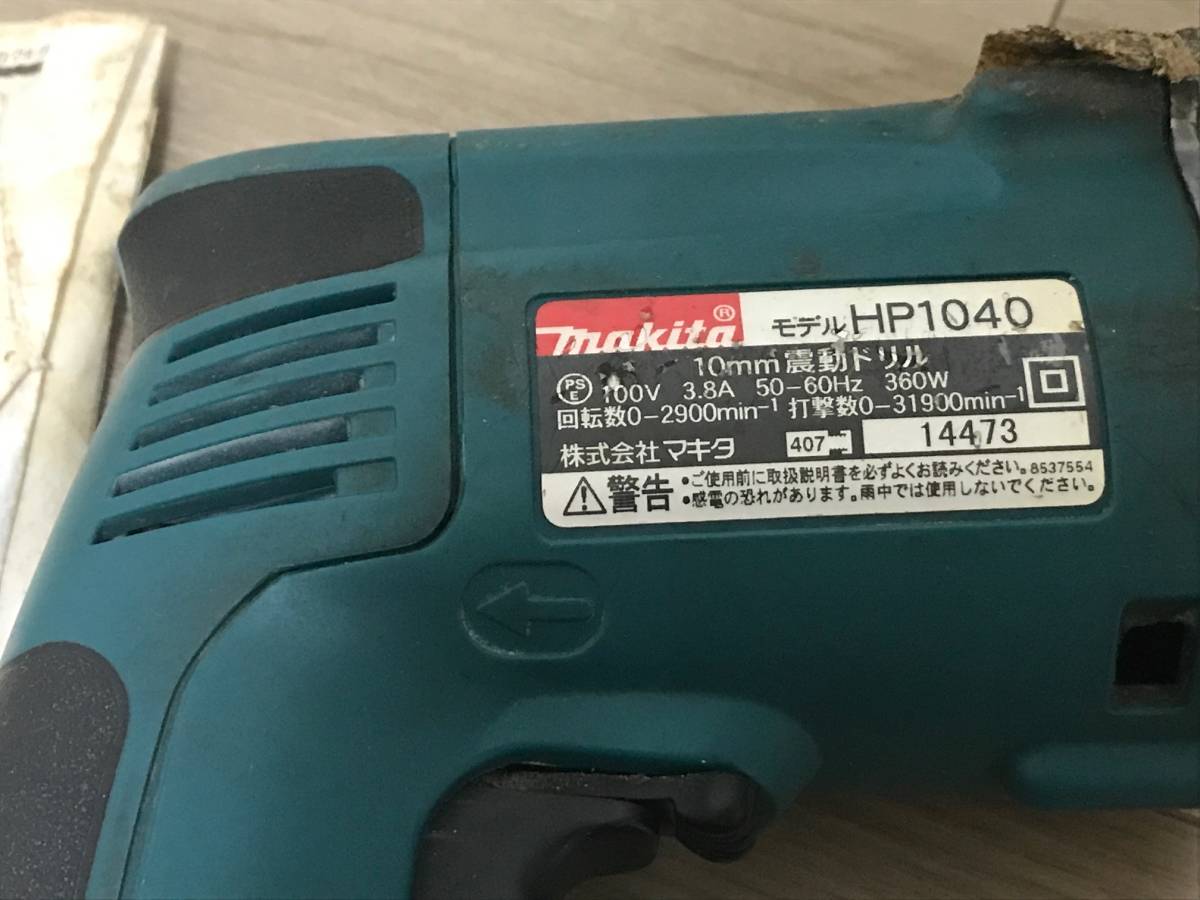 makita® モデル HP1040
10mm 震動ドリル
PSE 100V 3.8A 50-60Hz 360W
回転数0-2900min⁻¹ 打撃数0-31900min⁻¹
株式会社 マキタ 407 14473
警告 •ご使用前に取扱説明書を必ずよくお読みください。8537554
•感電の恐れがあります。雨中では使用しないでください。